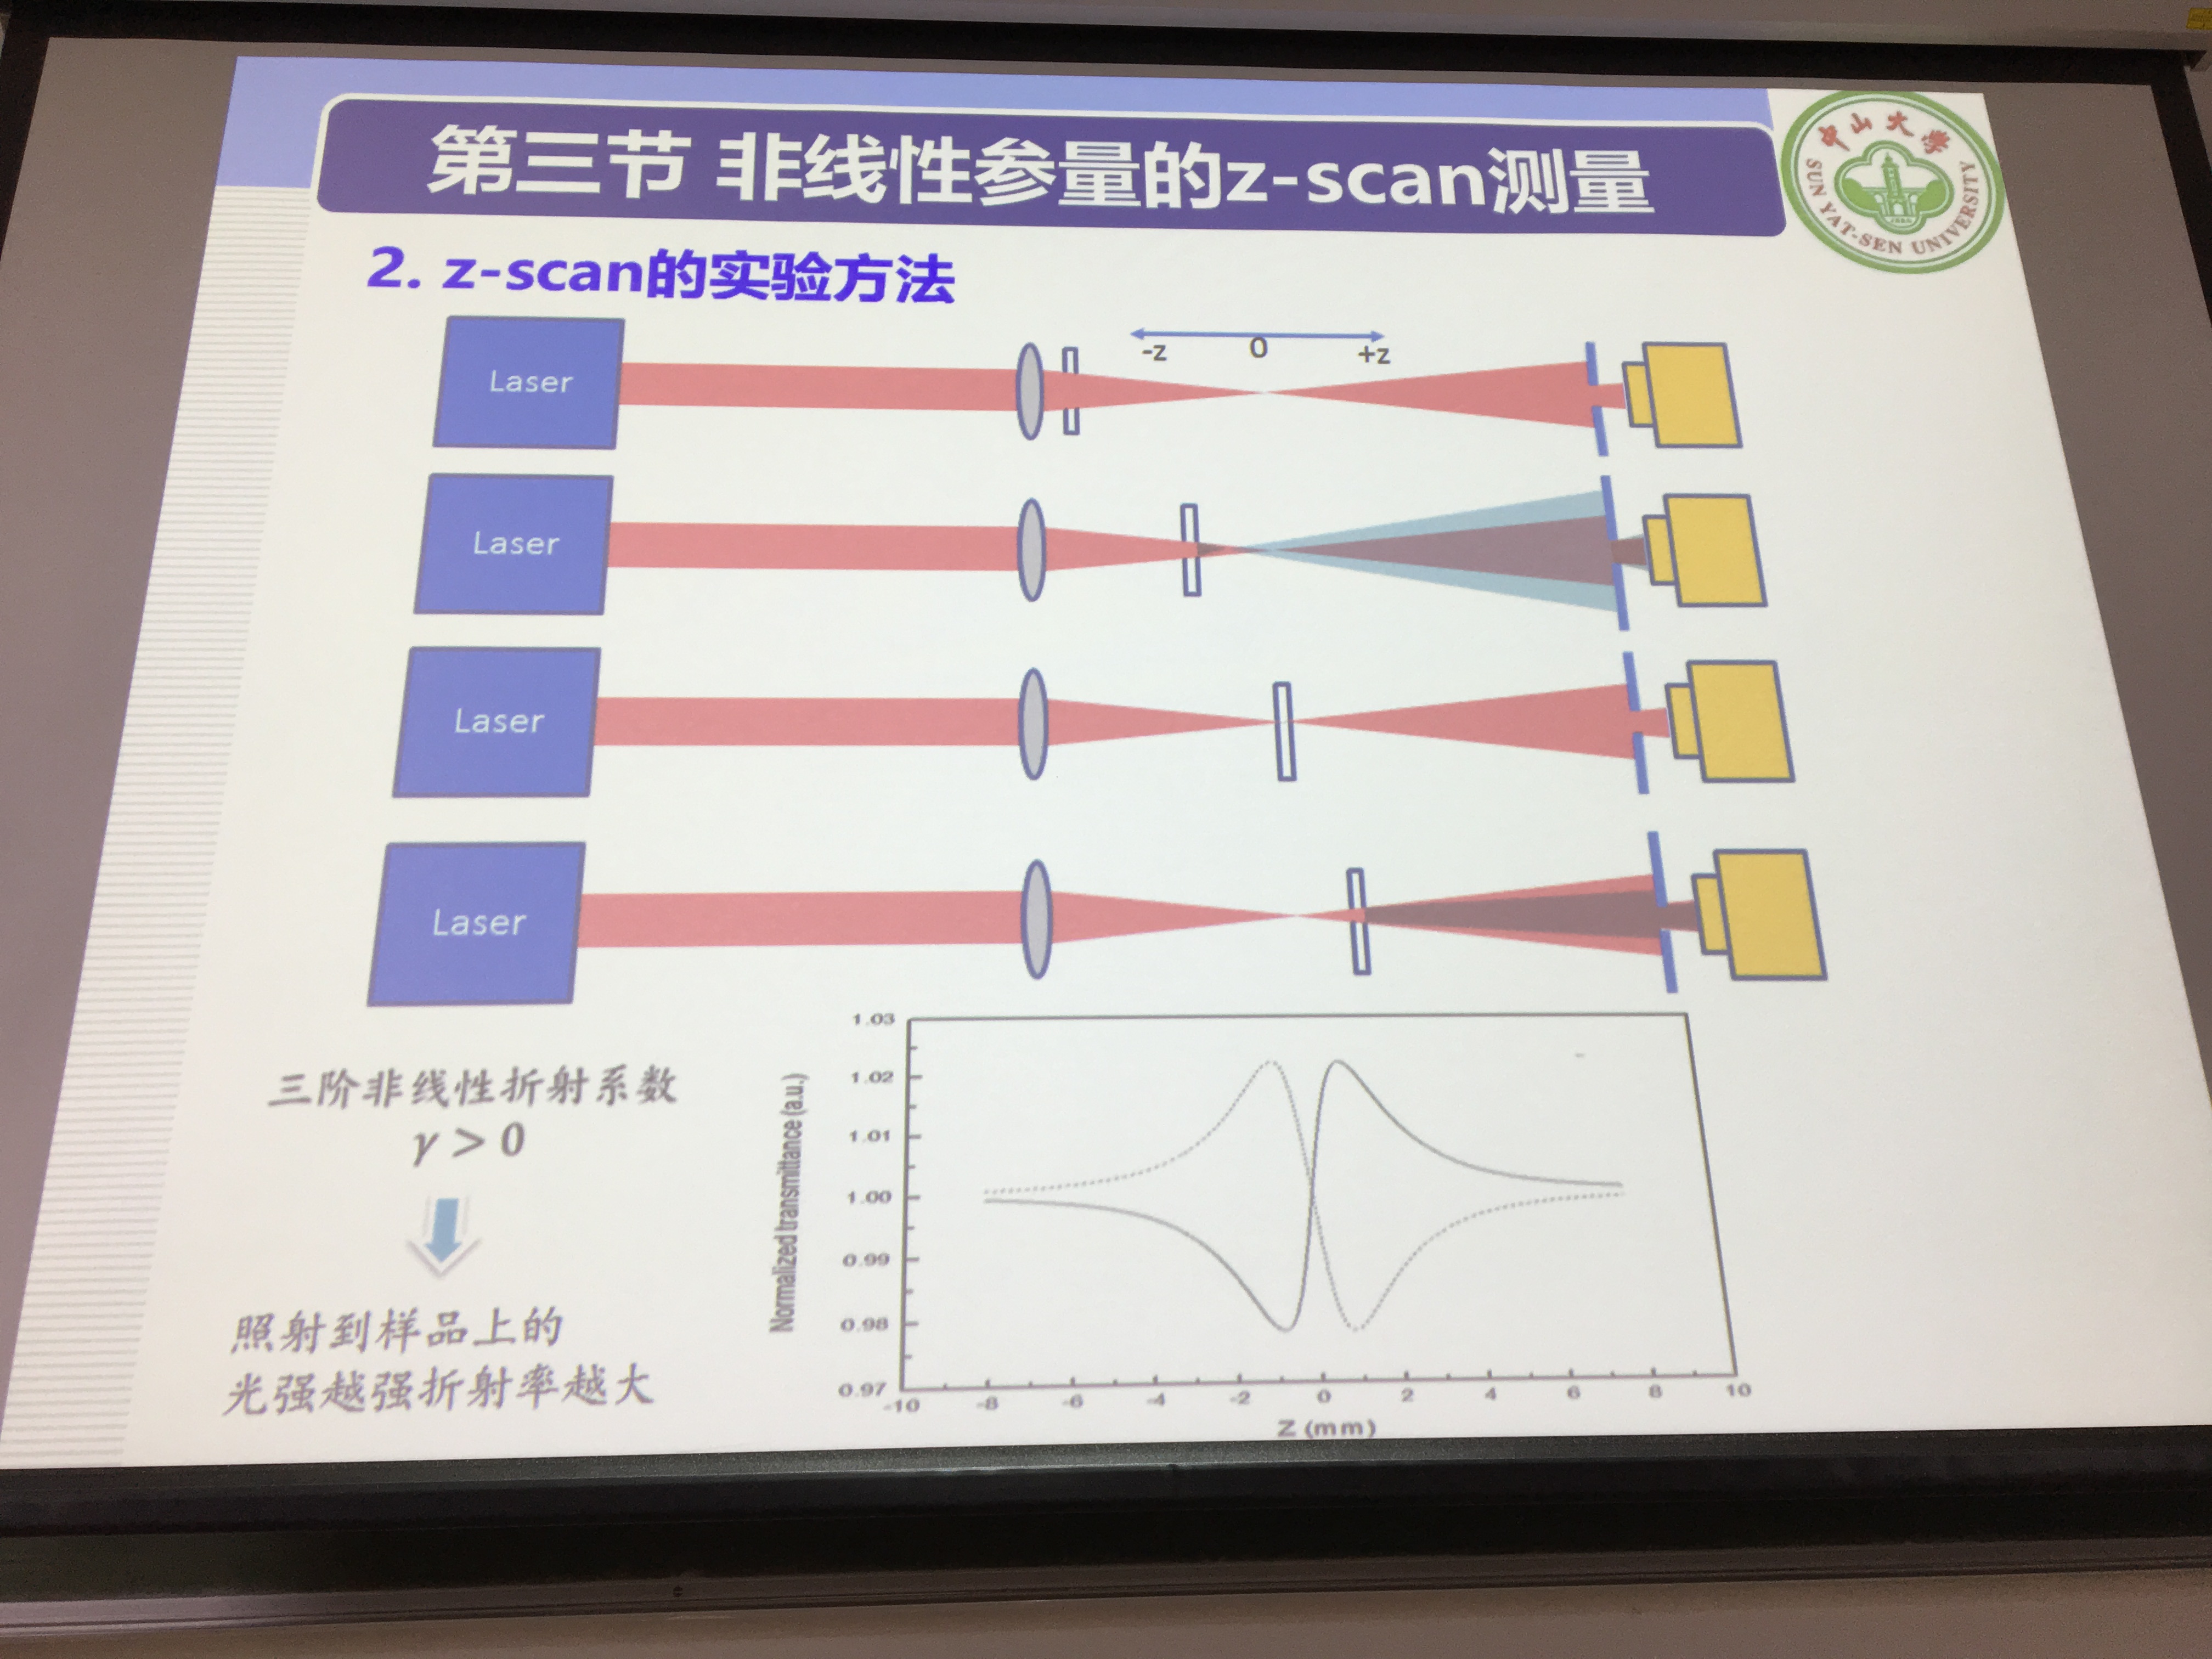 第三节 非线性参量的z-scan测量
中山大学
SUN YAT-SEN UNIVERSITY
2. z-scan的实验方法
-z 0 +z
Laser
Laser
Laser
Laser
三阶非线性折射系数
γ > 0
照射到样品上的
光强越强折射率越大
Normalized transmittance (a.u.)
1.03
1.02
1.01
1.00
0.99
0.98
0.97
-10 -8 -6 -4 -2 0 2 4 6 8 10
Z (mm)